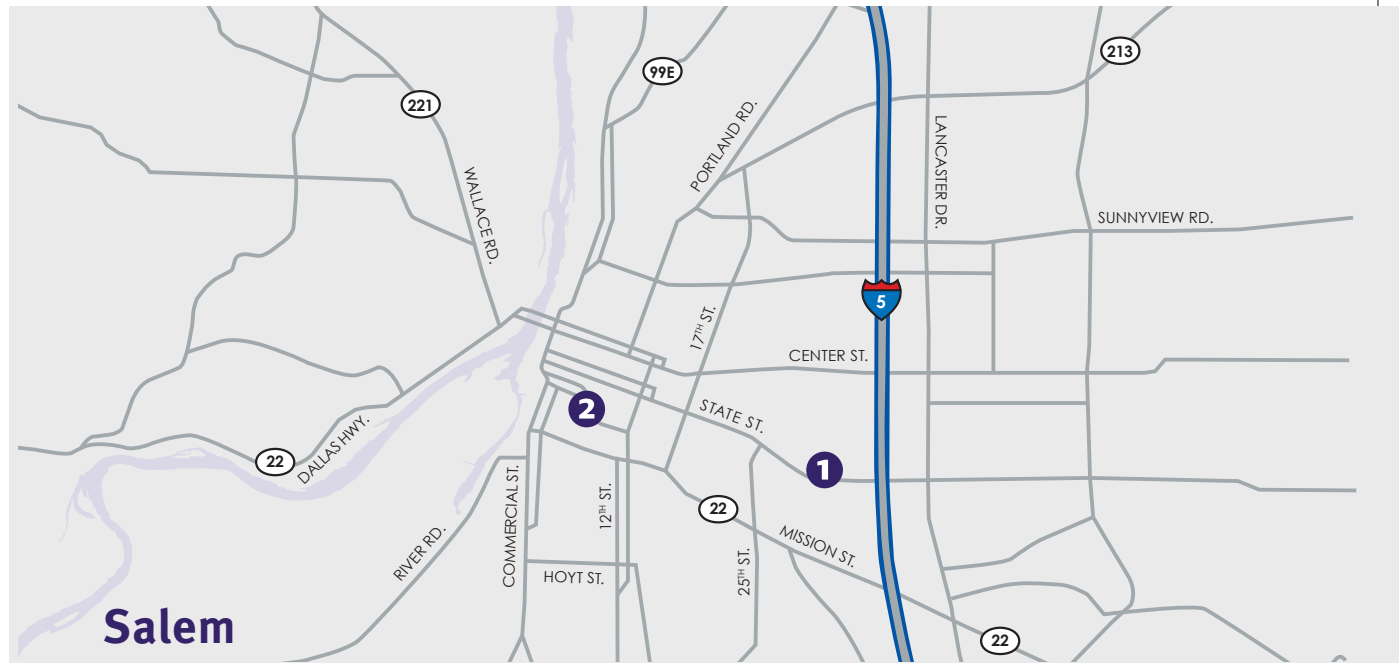 99E
213
221
PORTLAND RD.
LANCASTER DR.
WALLACE RD.
SUNNYVIEW RD.
5
17TH ST.
CENTER ST.
2
STATE ST.
DALLAS HWY.
22
1
RIVER RD.
COMMERCIAL ST.
12TH ST.
22
MISSION ST.
25TH ST.
HOYT ST.
Salem
22